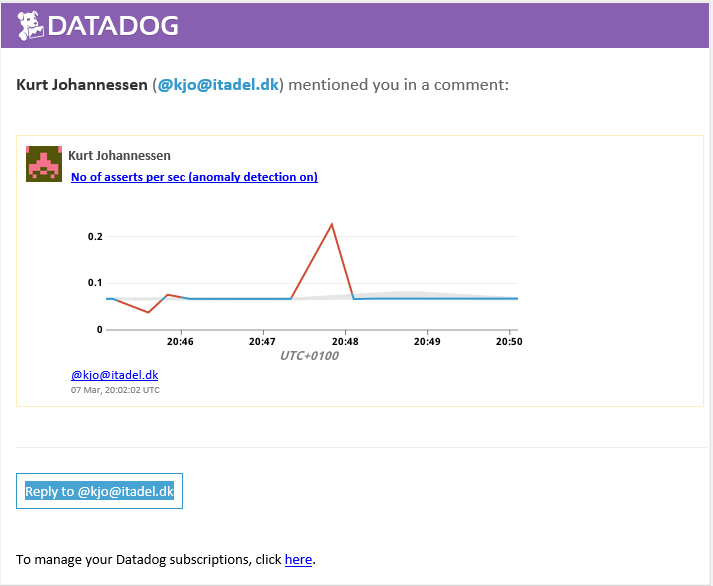 DATADOG
Kurt Johannessen (@kjo@itadel.dk) mentioned you in a comment:
Kurt Johannessen
No of asserts per sec (anomaly detection on)
0.2
0.1
0
20:46 20:47 20:48 20:49 20:50
UTC+0100
@kjo@itadel.dk
07 Mar, 20:02:02 UTC
Reply to @kjo@itadel.dk
To manage your Datadog subscriptions, click here.